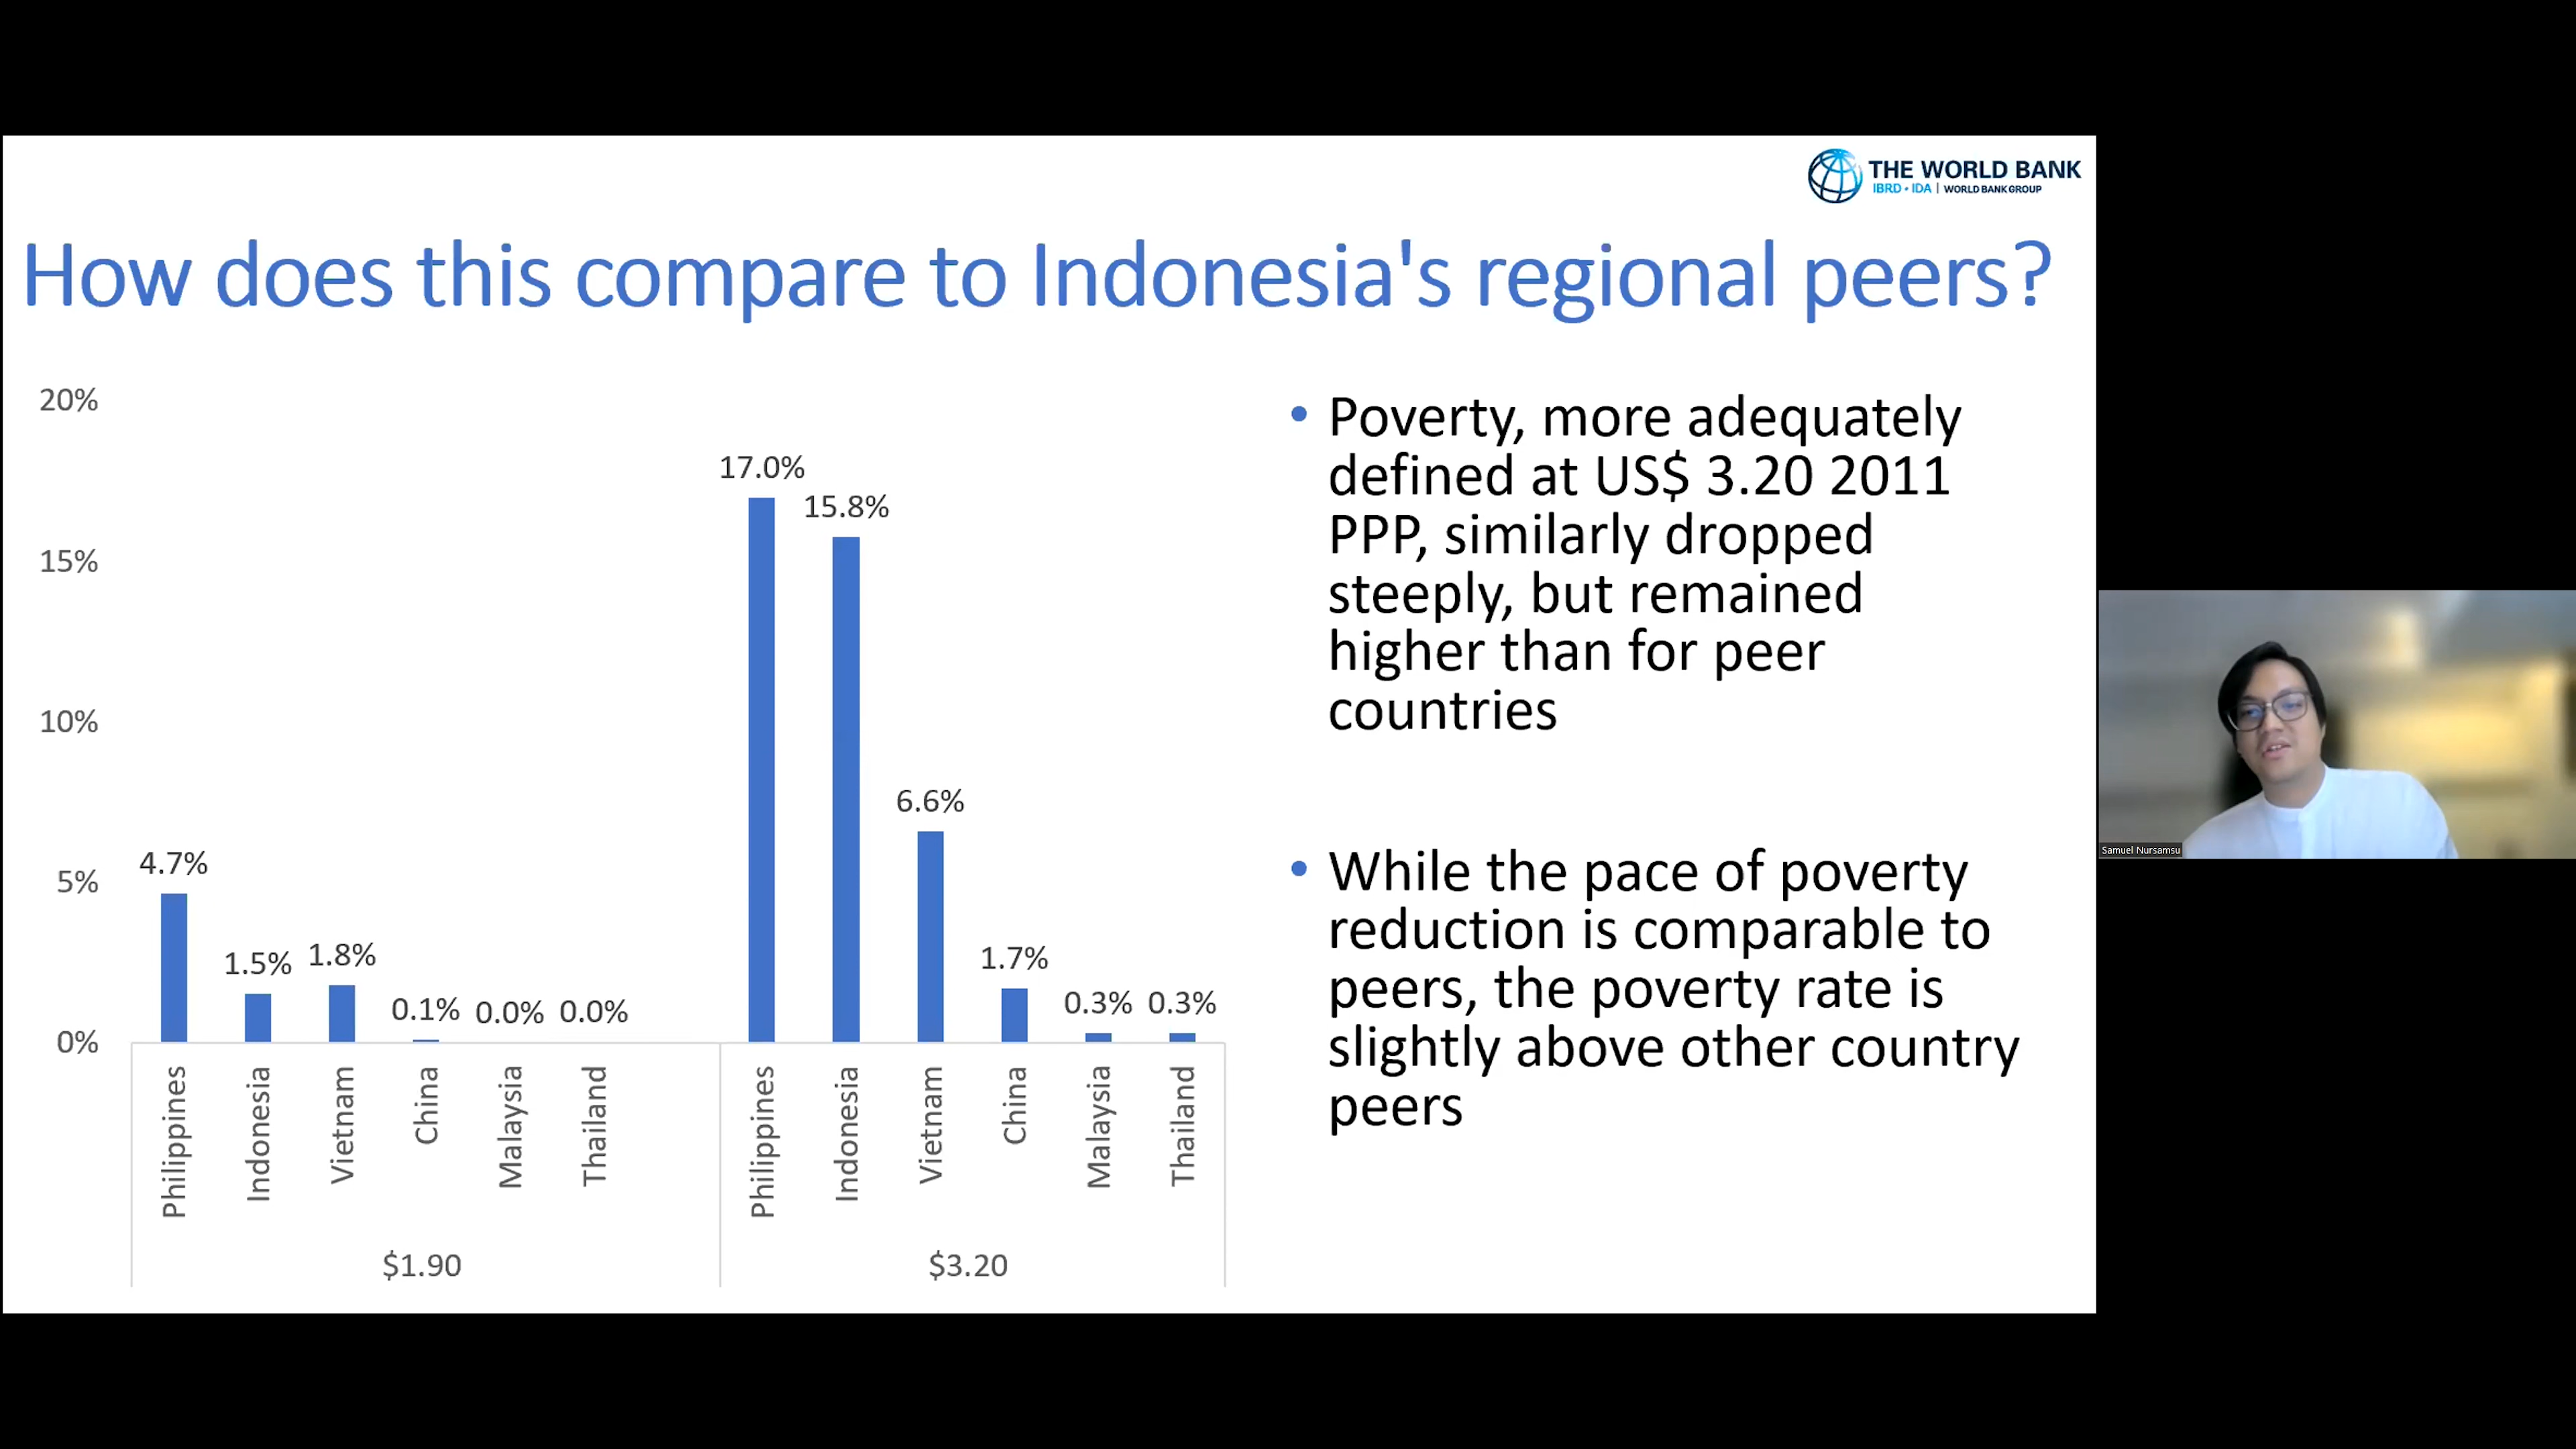 THE WORLD BANK
IBRD • IDA | WORLD BANK GROUP
How does this compare to Indonesia's regional peers?
20%
15%
10%
5%
0%
4.7%
1.5%
1.8%
0.1%
0.0%
0.0%
17.0%
15.8%
6.6%
1.7%
0.3%
0.3%
Philippines
Indonesia
Vietnam
China
Malaysia
Thailand
Philippines
Indonesia
Vietnam
China
Malaysia
Thailand
$1.90
$3.20
• Poverty, more adequately
defined at US$ 3.20 2011
PPP, similarly dropped
steeply, but remained
higher than for peer
countries
• While the pace of poverty
reduction is comparable to
peers, the poverty rate is
slightly above other country
peers
Samuel Nursamsu